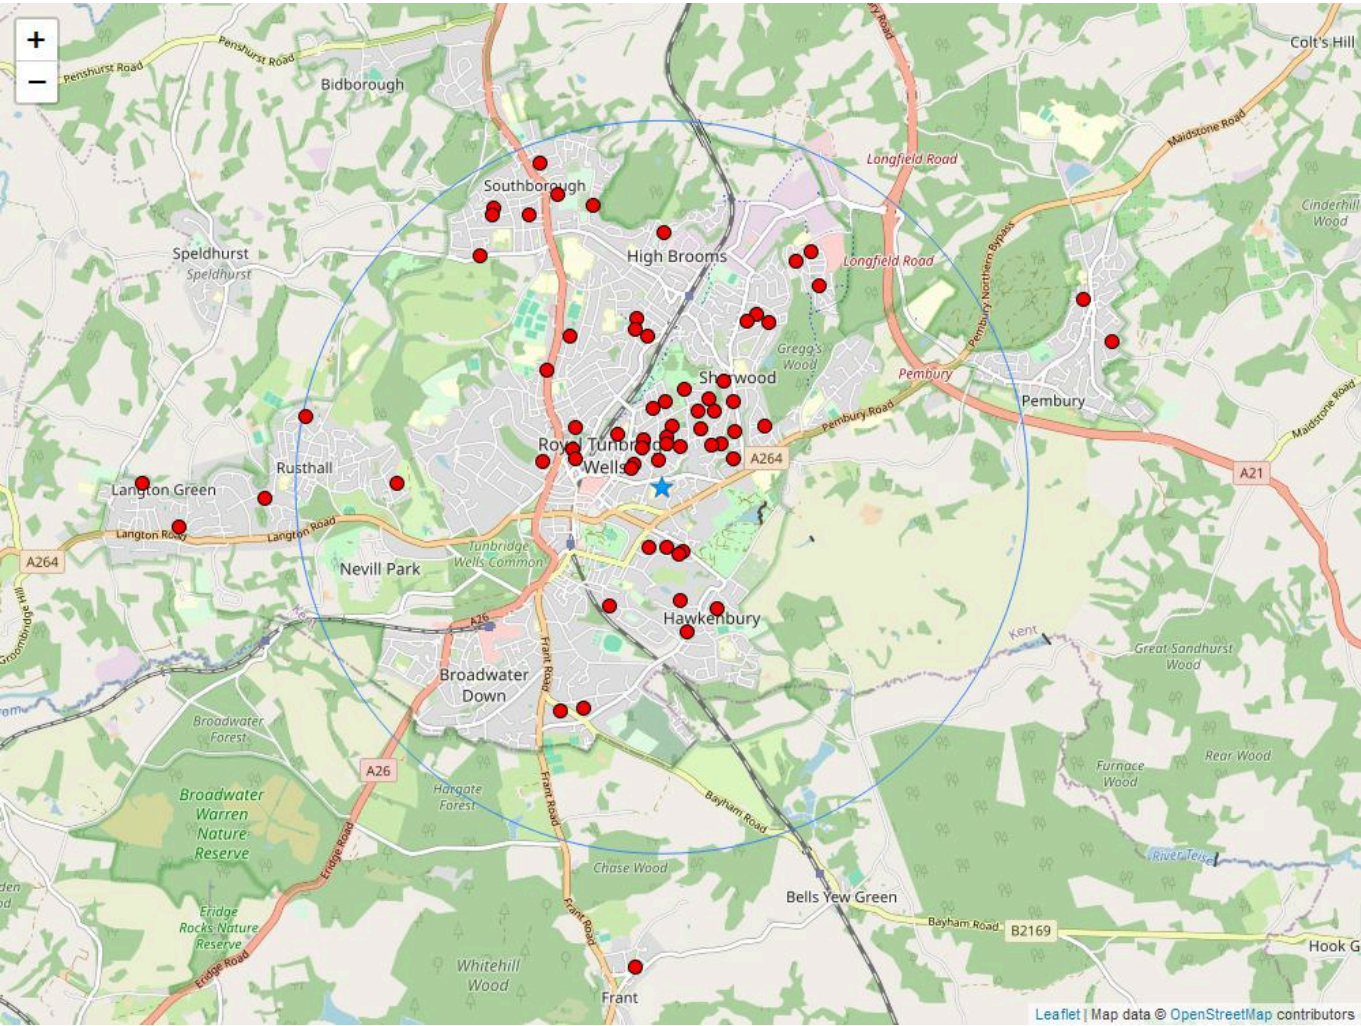 +
−
Penshurst Road
Penshurst Road
Bidborough
Colt's Hill
Maidstone Road
Longfield Road
Southborough
Cinderhill
Wood
Speldhurst
Speldhurst
High Brooms
Longfield Road
Pembury Northern Bypass
Gregg's
Wood
Sherwood
Pembury
Pembury
Pembury Road
Maidstone Road
Rusthall
A264
A21
Langton Green
Langton Road
Langton Road
A264
Tunbridge
Wells Common
Nevill Park
Groombridge Hill
Kent
A26
Hawkenbury
Kent
Great Sandhurst
Wood
Frant Road
Broadwater
Down
Broadwater
Forest
Rear Wood
Furnace
Wood
A26
Hargate
Forest
Broadwater
Warren
Nature
Reserve
Frant Road
Bayham Road
Eridge Road
River Teise
Chase Wood
Bells Yew Green
Eridge
Rocks Nature
Reserve
Frant Road
Bayham Road
B2169
Hook G
Eridge Road
Whitehill
Wood
Frant
Leaflet | Map data © OpenStreetMap contributors